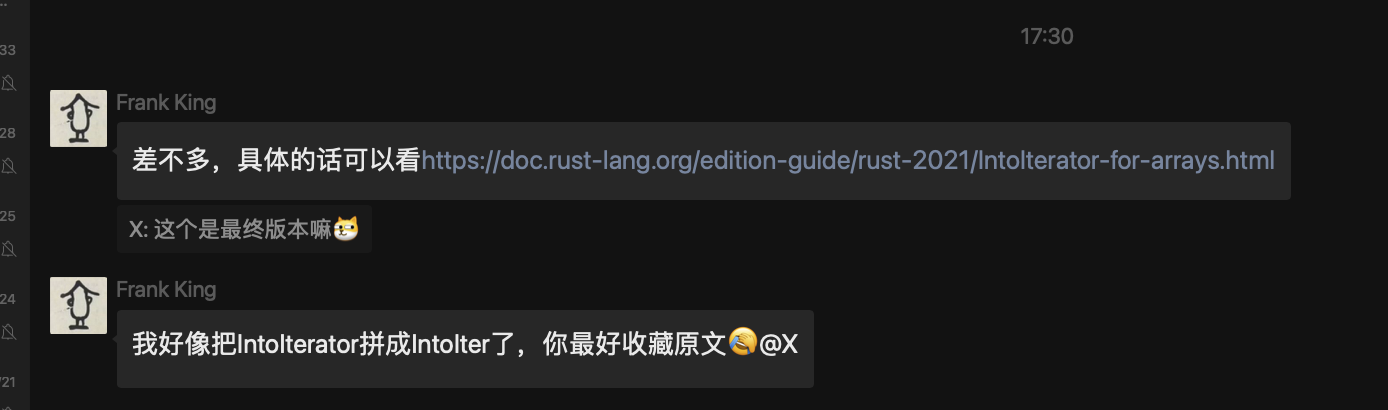 17:30
33
Frank King
28
差不多，具体的话可以看https://doc.rust-lang.org/edition-guide/rust-2021/IntoIterator-for-arrays.html
25
X: 这个是最终版本嘛
Frank King
24
我好像把IntoIterator拼成IntoIter了，你最好收藏原文@X
/21